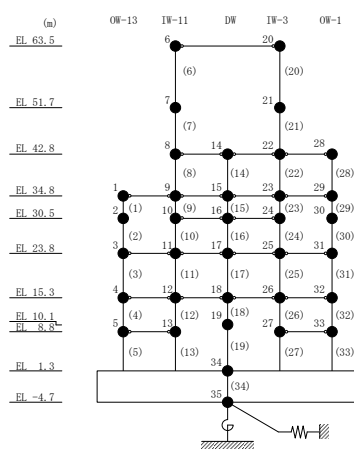 (m) OW-13 IW-11 DW IW-3 OW-1
EL 63.5 6 20
(6) (20)
EL 51.7 7 21
(7) (21)
EL 42.8 8 14 22 28
(8) (14) (22) (28)
EL 34.8 1 9 15 23 29
(1) (9) (15) (23) (29)
EL 30.5 2 10 16 24 30
(2) (10) (16) (24) (30)
EL 23.8 3 11 17 25 31
(3) (11) (17) (25) (31)
EL 15.3 4 12 18 26 32
(4) (12) (18) (26) (32)
EL 10.1 19
EL 8.8 5 13 27 33
(5) (13) (19) (27) (33)
EL 1.3 34
(34)
EL -4.7 35